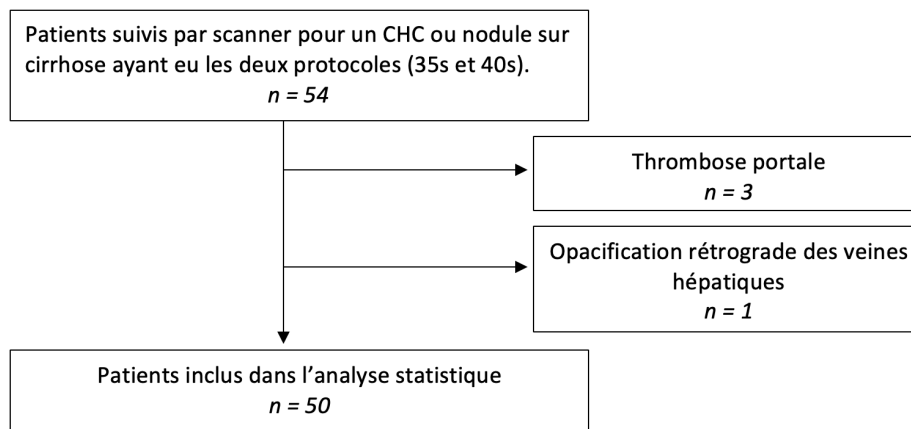 Patients suivis par scanner pour un CHC ou nodule sur
cirrhose ayant eu les deux protocoles (35s et 40s).
n = 54
Thrombose portale
n = 3
Opacification rétrograde des veines
hépatiques
n = 1
Patients inclus dans l'analyse statistique
n = 50